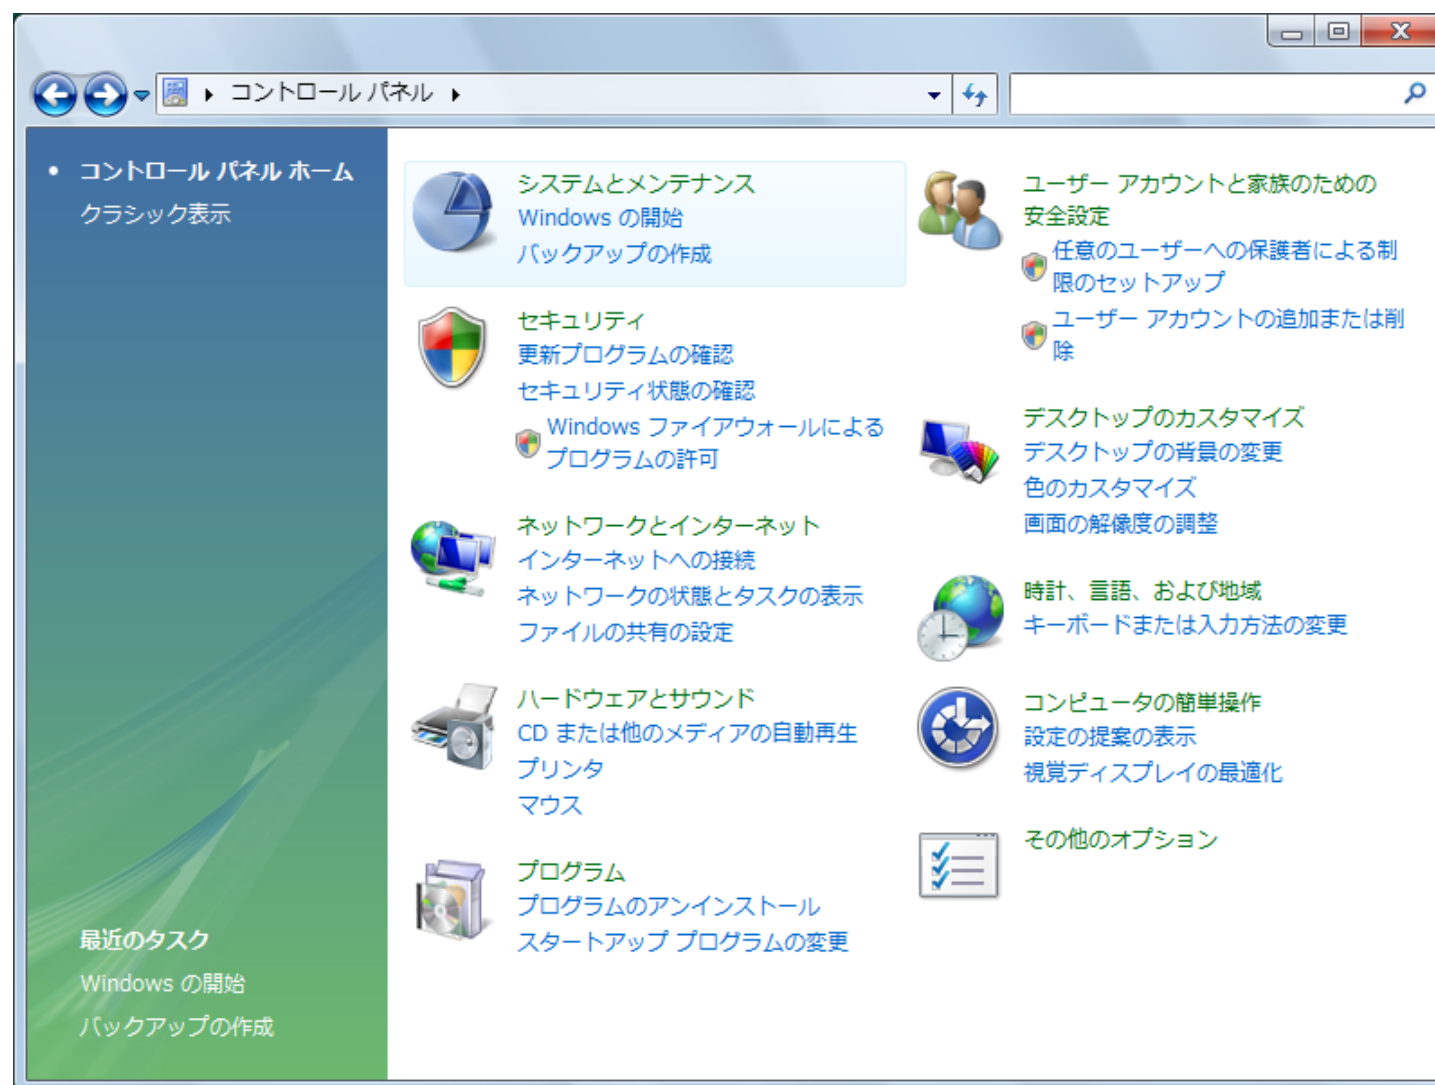 コントロール パネル
コントロール パネル ホーム
クラシック表示
システムとメンテナンス
Windows の開始
バックアップの作成
セキュリティ
更新プログラムの確認
セキュリティ状態の確認
Windows ファイアウォールによる
プログラムの許可
ネットワークとインターネット
インターネットへの接続
ネットワークの状態とタスクの表示
ファイルの共有の設定
ハードウェアとサウンド
CD または他のメディアの自動再生
プリンタ
マウス
プログラム
プログラムのアンインストール
スタートアップ プログラムの変更
ユーザー アカウントと家族のための
安全設定
任意のユーザーへの保護者による制
限のセットアップ
ユーザー アカウントの追加または削
除
デスクトップのカスタマイズ
デスクトップの背景の変更
色のカスタマイズ
画面の解像度の調整
時計、言語、および地域
キーボードまたは入力方法の変更
コンピュータの簡単操作
設定の提案の表示
視覚ディスプレイの最適化
その他のオプション
最近のタスク
Windows の開始
バックアップの作成